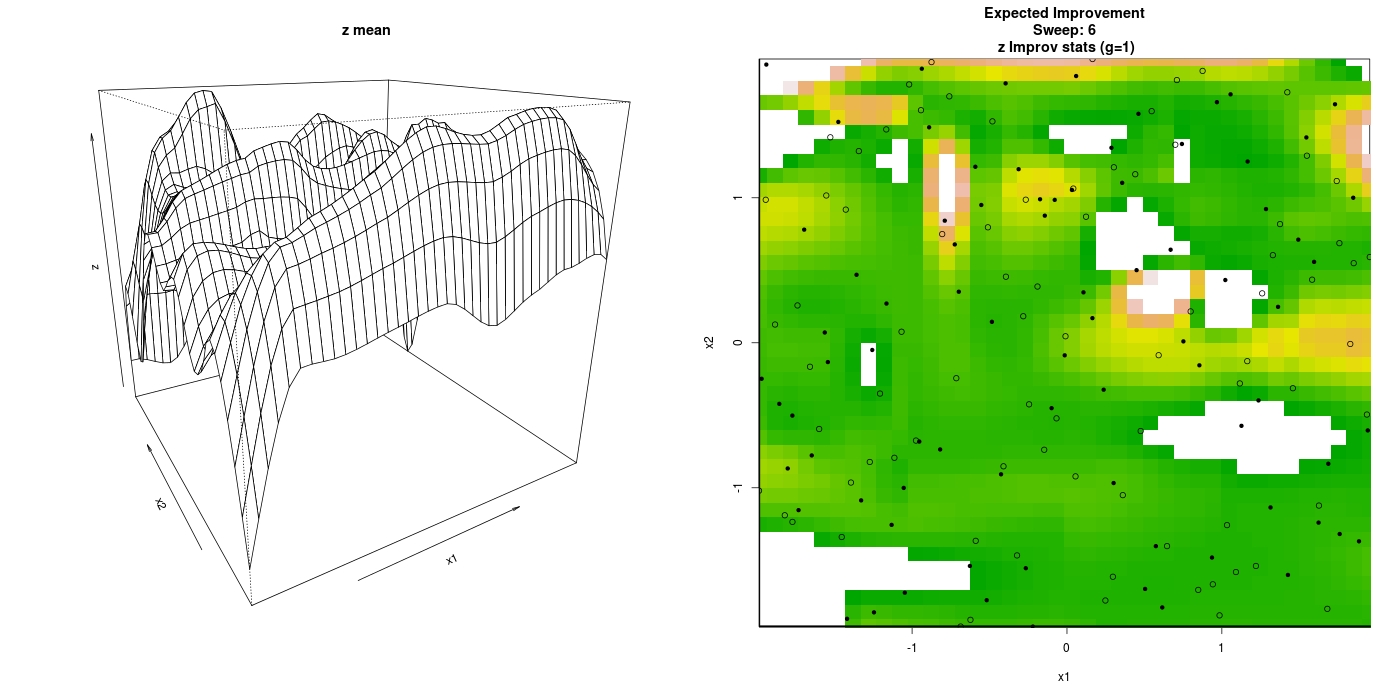 z mean
z
x2
x1
Expected Improvement
Sweep: 6
z Improv stats (g=1)
x2
1
0
-1
-1
0
1
x1